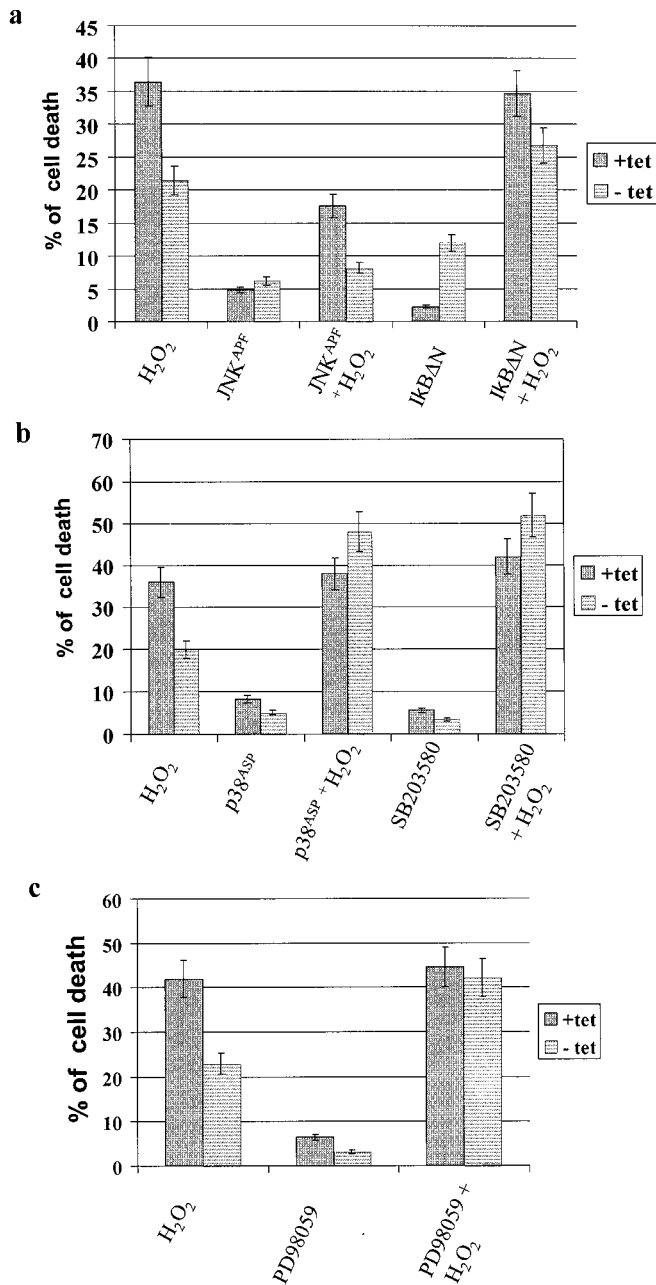 a
45
40
35
30
25
20
15
10
5
0
% of cell death
H₂O₂
JNKᴬᴾᶠ
JNKᴬᴾᶠ
+ H₂O₂
IkBΔN
IkBΔN
+ H₂O₂
+tet
- tet
b
70
60
50
40
30
20
10
0
% of cell death
H₂O₂
p38ᴬˢᴾ
p38ᴬˢᴾ + H₂O₂
SB203580
SB203580
+ H₂O₂
+tet
- tet
c
60
50
40
30
20
10
0
% of cell death
H₂O₂
PD98059
PD98059 +
H₂O₂
+tet
- tet